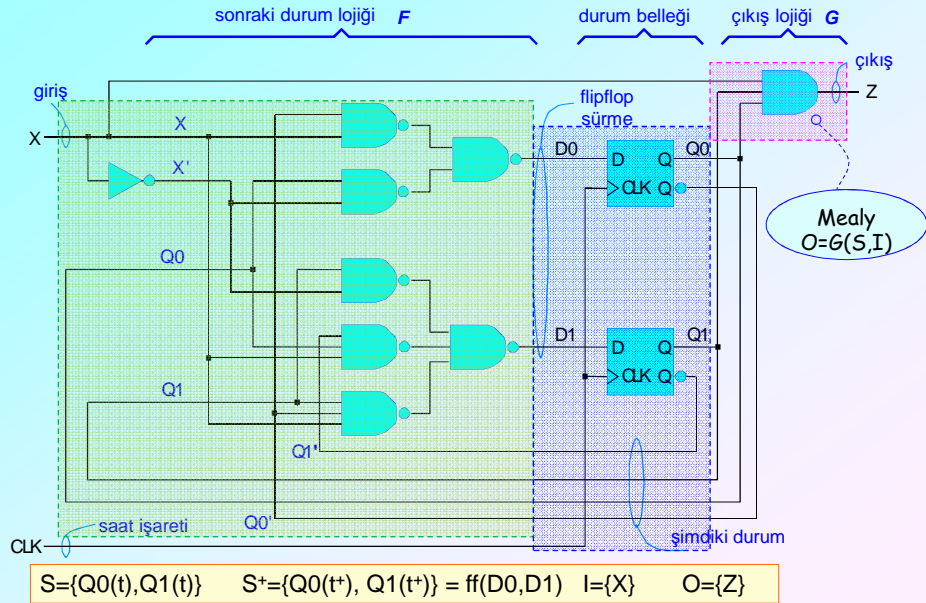 sonraki durum lojiği F
durum belleği
çıkış lojiği G
giriş
X
X
X'
Q0
Q1
Q1'
Q0'
saat işareti
CLK
flipflop
sürme
D0
D1
D Q
CLK Q
Q0
D Q
CLK Q
Q1
şimdiki durum
çıkış
Z
Mealy
O=G(S,I)
S={Q0(t),Q1(t)} S⁺={Q0(t⁺), Q1(t⁺)} = ff(D0,D1) I={X} O={Z}